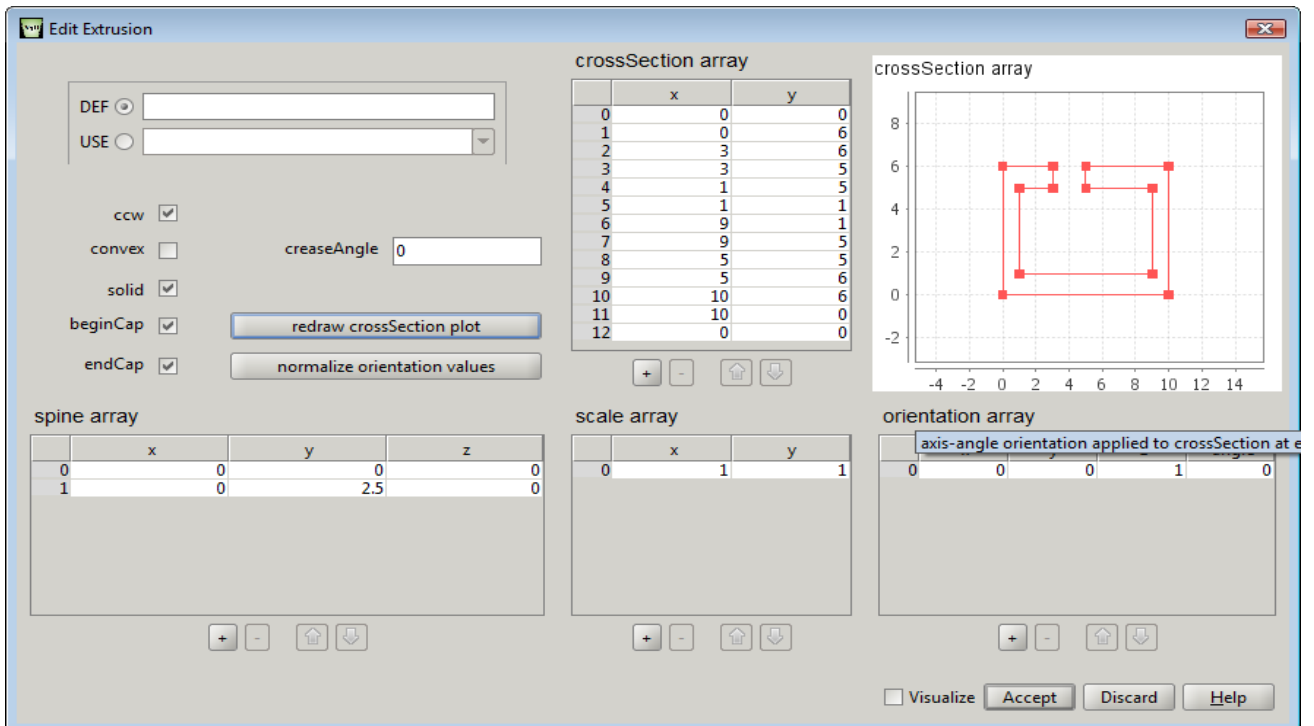 Edit Extrusion
DEF
USE
ccw
convex
creaseAngle 0
solid
beginCap
redraw crossSection plot
endCap
normalize orientation values
crossSection array
x y
0 0 0
1 0 6
2 3 6
3 3 5
4 1 5
5 1 1
6 9 1
7 9 5
8 5 5
9 5 6
10 10 6
11 10 0
12 0 0
+ -
crossSection array
8
6
4
2
0
-2
-4 -2 0 2 4 6 8 10 12 14
spine array
x y z
0 0 0 0
1 0 2.5 0
+ -
scale array
x y
0 1 1
+ -
orientation array
axis-angle orientation applied to crossSection at e
0 0 0 1 0
+ -
Visualize Accept Discard Help